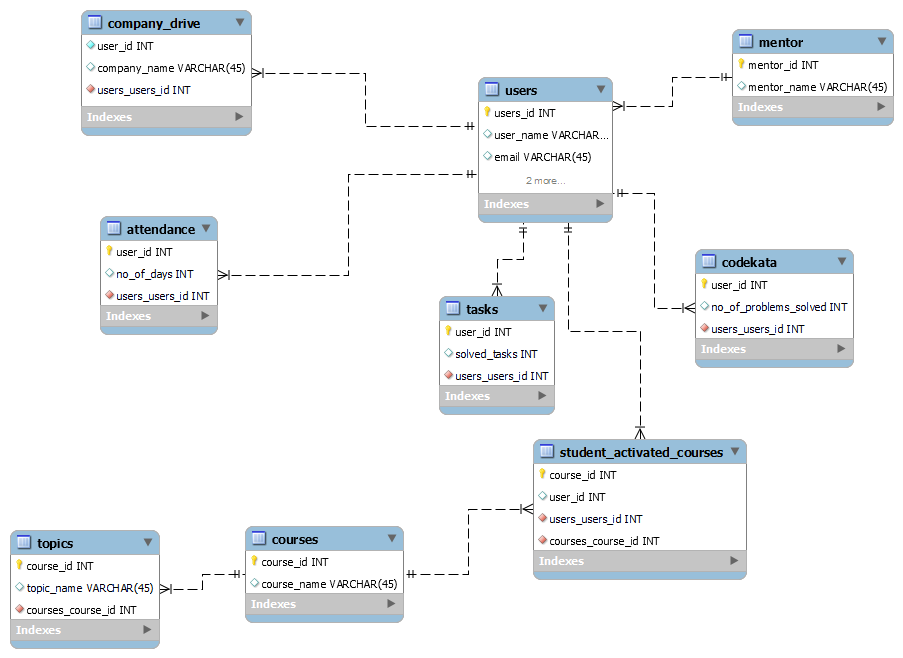 company_drive
user_id INT
company_name VARCHAR(45)
users_users_id INT
Indexes
mentor
mentor_id INT
mentor_name VARCHAR(45)
Indexes
users
users_id INT
user_name VARCHAR...
email VARCHAR(45)
2 more...
Indexes
attendance
user_id INT
no_of_days INT
users_users_id INT
Indexes
codekata
user_id INT
no_of_problems_solved INT
users_users_id INT
Indexes
tasks
user_id INT
solved_tasks INT
users_users_id INT
Indexes
student_activated_courses
course_id INT
user_id INT
users_users_id INT
courses_course_id INT
Indexes
topics
course_id INT
topic_name VARCHAR(45)
courses_course_id INT
Indexes
courses
course_id INT
course_name VARCHAR(45)
Indexes